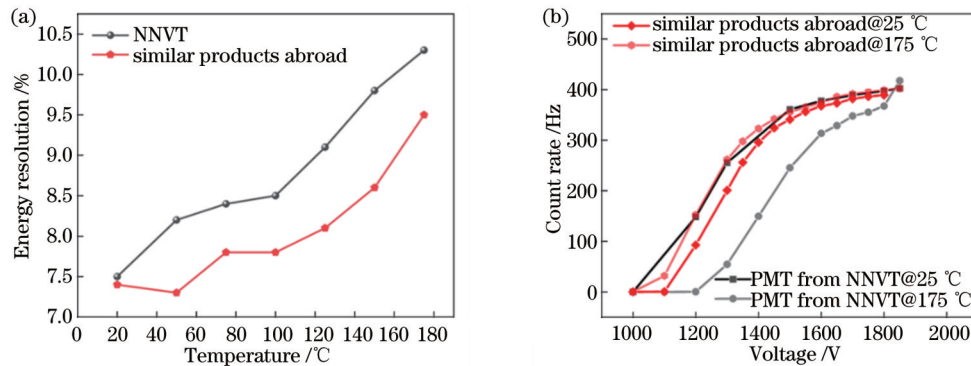 (a)
NNVT
similar products abroad
10.5
10.0
9.5
9.0
8.5
8.0
7.5
7.0
Energy resolution /%
20 40 60 80 100 120 140 160 180
Temperature /℃
(b)
similar products abroad@25 ℃
similar products abroad@175 ℃
500
400
300
200
100
0
Count rate /Hz
PMT from NNVT@25 ℃
PMT from NNVT@175 ℃
1000 1200 1400 1600 1800 2000
Voltage /V